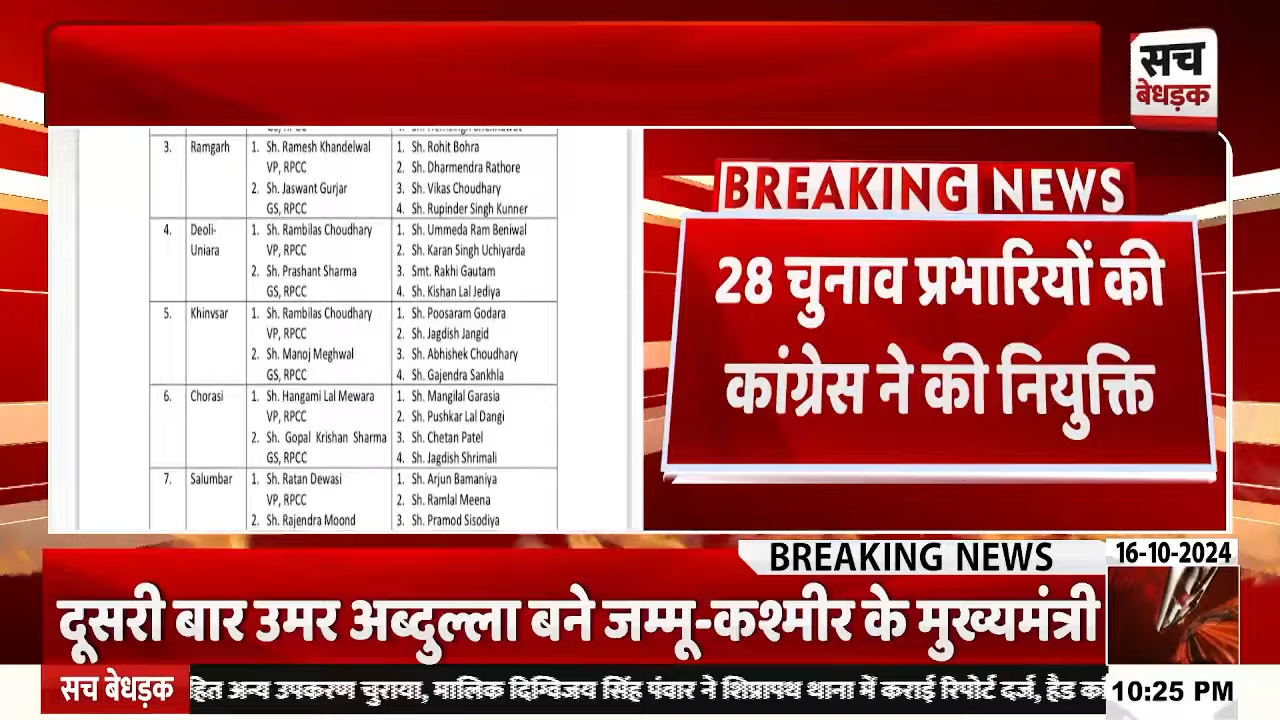 सच
बेधड़क
3. Ramgarh 1. Sh. Ramesh Khandelwal 1. Sh. Rohit Bohra
VP, RPCC 2. Sh. Dharmendra Rathore
2. Sh. Jaswant Gurjar 3. Sh. Vikas Choudhary
GS, RPCC 4. Sh. Rupinder Singh Kunner
4. Deoli- 1. Sh. Rambilas Choudhary 1. Sh. Ummeda Ram Beniwal
Uniara VP, RPCC 2. Sh. Karan Singh Uchiyarda
2. Sh. Prashant Sharma 3. Smt. Rakhi Gautam
GS, RPCC 4. Sh. Kishan Lal Jediya
5. Khinvsar 1. Sh. Rambilas Choudhary 1. Sh. Poosaram Godara
VP, RPCC 2. Sh. Jagdish Jangid
2. Sh. Manoj Meghwal 3. Sh. Abhishek Choudhary
GS, RPCC 4. Sh. Gajendra Sankhla
6. Chorasi 1. Sh. Hangami Lal Mewara 1. Sh. Mangilal Garasia
VP, RPCC 2. Sh. Pushkar Lal Dangi
2. Sh. Gopal Krishan Sharma 3. Sh. Chetan Patel
GS, RPCC 4. Sh. Jagdish Shrimali
7. Salumbar 1. Sh. Ratan Dewasi 1. Sh. Arjun Bamaniya
VP, RPCC 2. Sh. Ramlal Meena
2. Sh. Rajendra Moond 3. Sh. Pramod Sisodiya
BREAKING NEWS
28 चुनाव प्रभारियों की
कांग्रेस ने की नियुक्ति
BREAKING NEWS
16-10-2024
दूसरी बार उमर अब्दुल्ला बने जम्मू-कश्मीर के मुख्यमंत्री
सच बेधड़क
हित अन्य उपकरण चुराया, मालिक दिग्विजय सिंह पंवार ने शिप्रापथ थाना में कराई रिपोर्ट दर्ज, हैड
10:25 PM